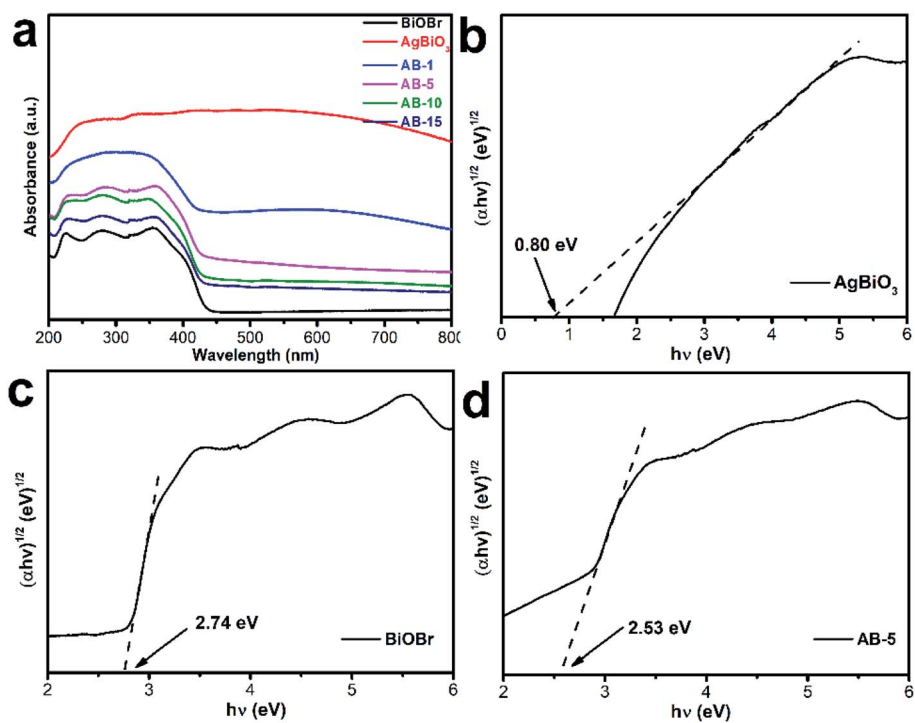 a
BiOBr
AgBiO₃
AB-1
AB-5
AB-10
AB-15
Absorbance (a.u.)
200 300 400 500 600 700 800
Wavelength (nm)
b
(αhν)^1/2 (eV)^1/2
0.80 eV
AgBiO₃
0 1 2 3 4 5 6
hν (eV)
c
(αhν)^1/2 (eV)^1/2
2.74 eV
BiOBr
2 3 4 5 6
hν (eV)
d
(αhν)^1/2 (eV)^1/2
2.53 eV
AB-5
2 3 4 5 6
hν (eV)